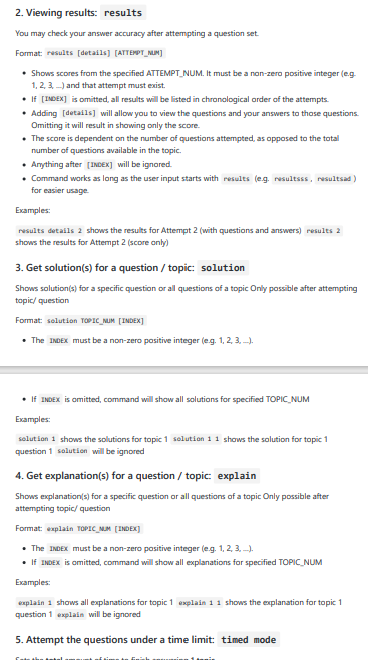 2. Viewing results: results
You may check your answer accuracy after attempting a question set.
Format: results [details] [ATTEMPT_NUM]
• Shows scores from the specified ATTEMPT_NUM. It must be a non-zero positive integer (e.g.
1, 2, 3, ...) and that attempt must exist.
• If [INDEX] is omitted, all results will be listed in chronological order of the attempts.
• Adding [details] will allow you to view the questions and your answers to those questions.
Omitting it will result in showing only the score.
• The score is dependent on the number of questions attempted, as opposed to the total
number of questions available in the topic.
• Anything after [INDEX] will be ignored.
• Command works as long as the user input starts with results (e.g. resultsss, resultsad)
for easier usage.
Examples:
results details 2 shows the results for Attempt 2 (with questions and answers) results 2
shows the results for Attempt 2 (score only)
3. Get solution(s) for a question / topic: solution
Shows solution(s) for a specific question or all questions of a topic Only possible after attempting
topic/ question
Format: solution TOPIC_NUM [INDEX]
• The INDEX must be a non-zero positive integer (e.g. 1, 2, 3, ...).
• If INDEX is omitted, command will show all solutions for specified TOPIC_NUM
Examples:
solution 1 shows the solutions for topic 1 solution 1 1 shows the solution for topic 1
question 1 solution will be ignored
4. Get explanation(s) for a question / topic: explain
Shows explanation(s) for a specific question or all questions of a topic Only possible after
attempting topic/ question
Format: explain TOPIC_NUM [INDEX]
• The INDEX must be a non-zero positive integer (e.g. 1, 2, 3, ...).
• If INDEX is omitted, command will show all explanations for specified TOPIC_NUM
Examples:
explain 1 shows all explanations for topic 1 explain 1 1 shows the explanation for topic 1
question 1 explain will be ignored
5. Attempt the questions under a time limit: timed mode
Sets the total amount of time to finish answering 1 topic.